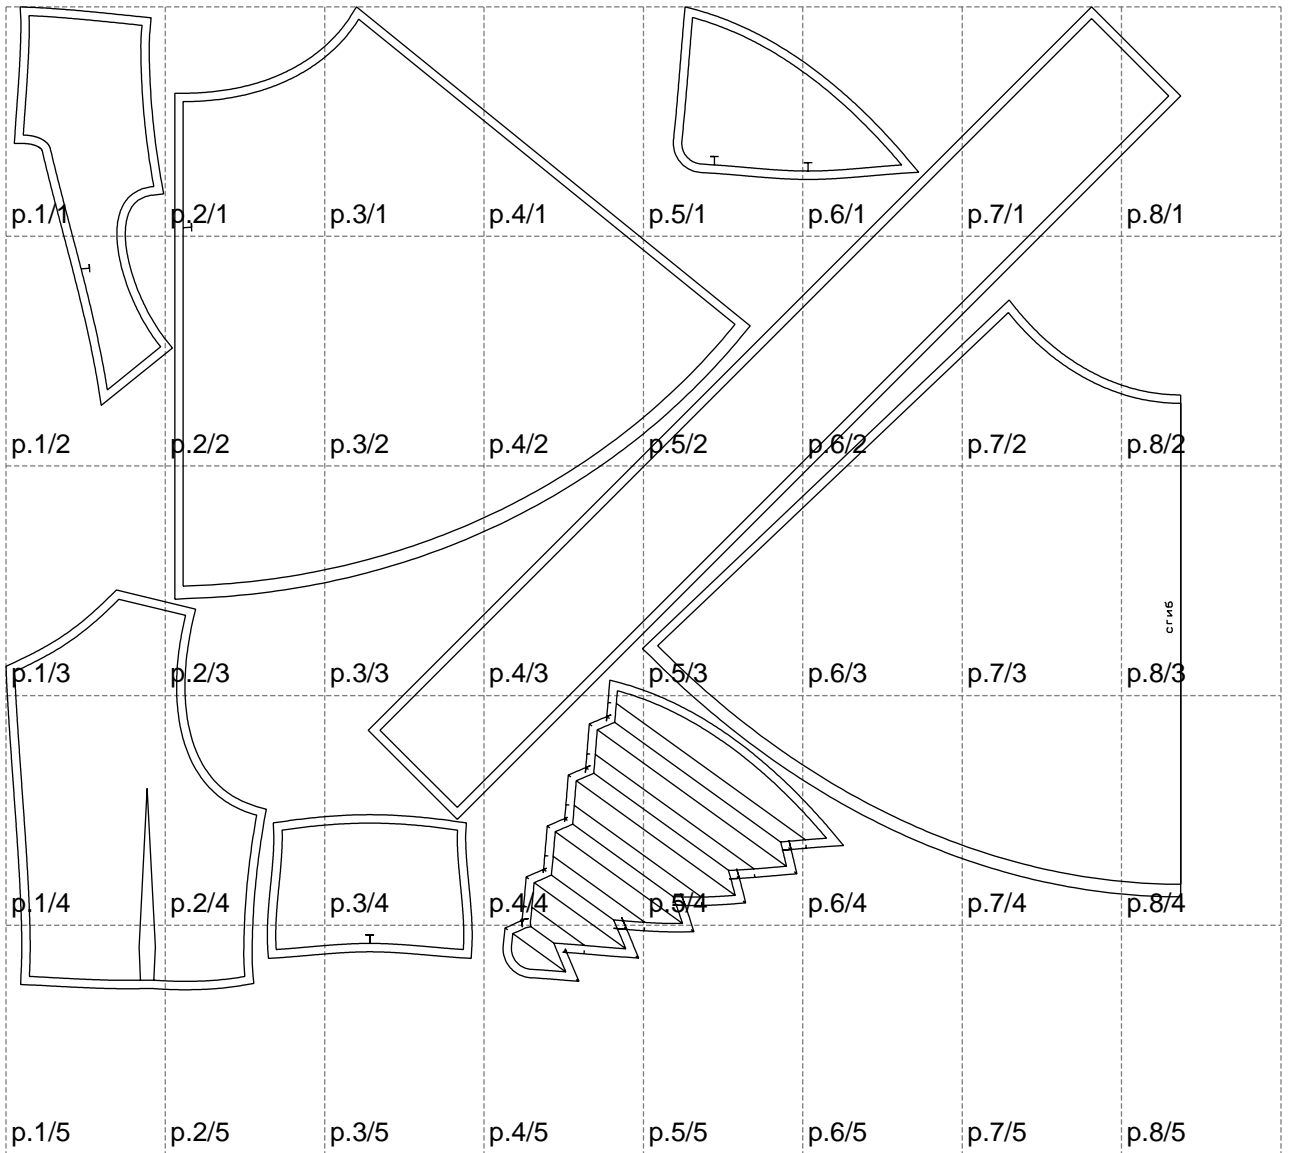 p.1/1 p.2/1 p.3/1 p.4/1 p.5/1 p.6/1 p.7/1 p.8/1
p.1/2 p.2/2 p.3/2 p.4/2 p.5/2 p.6/2 p.7/2 p.8/2
сгиб
p.1/3 p.2/3 p.3/3 p.4/3 p.5/3 p.6/3 p.7/3 p.8/3
p.1/4 p.2/4 p.3/4 p.4/4 p.5/4 p.6/4 p.7/4 p.8/4
p.1/5 p.2/5 p.3/5 p.4/5 p.5/5 p.6/5 p.7/5 p.8/5